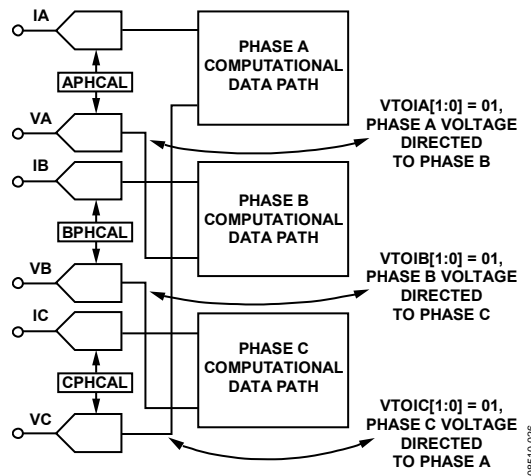 IA
PHASE A
COMPUTATIONAL
DATA PATH
APHCAL
VTOIA[1:0] = 01,
PHASE A VOLTAGE
DIRECTED
TO PHASE B
VA
IB
PHASE B
COMPUTATIONAL
DATA PATH
BPHCAL
VTOIB[1:0] = 01,
PHASE B VOLTAGE
DIRECTED
TO PHASE C
VB
IC
PHASE C
COMPUTATIONAL
DATA PATH
CPHCAL
VTOIC[1:0] = 01,
PHASE C VOLTAGE
DIRECTED
TO PHASE A
VC